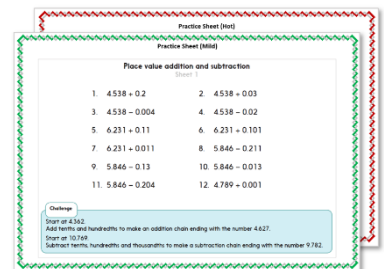 Practice Sheet (Hot)
Practice Sheet (Mild)
Place value addition and subtraction
Sheet 1
1. 4.538 + 0.2 2. 4.538 + 0.03
3. 4.538 – 0.004 4. 4.538 – 0.02
5. 6.231 + 0.11 6. 6.231 + 0.101
7. 6.231 + 0.011 8. 5.846 – 0.211
9. 5.846 – 0.13 10. 5.846 – 0.013
11. 5.846 – 0.204 12. 4.789 + 0.001
Challenge
Start at 4.362.
Add tenths and hundredths to make an addition chain ending with the number 4.627.
Start at 10.769.
Subtract tenths, hundredths and thousandths to make a subtraction chain ending with the number 9.782.